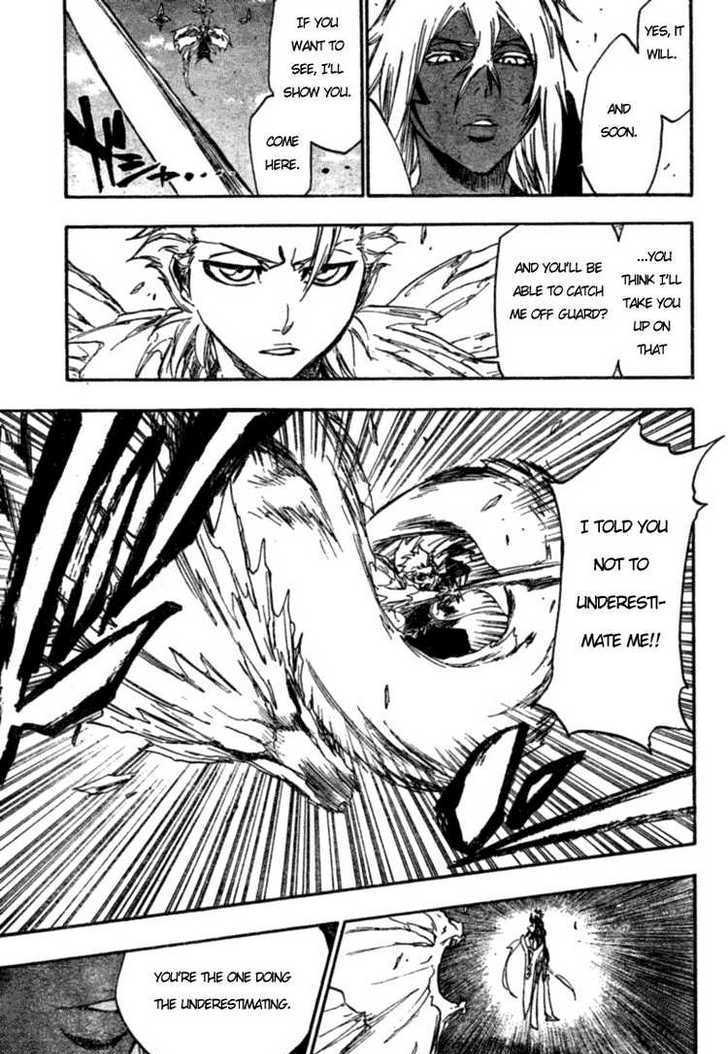 YES, IT
WILL.
AND
SOON.
IF YOU
WANT TO
SEE, I'LL
SHOW YOU.
COME
HERE.
...YOU
THINK I'LL
TAKE YOU
UP ON
THAT
AND YOU'LL BE
ABLE TO CATCH
ME OFF GUARD?
I TOLD YOU
NOT TO
UNDERESTI-
MATE ME!!
YOU'RE THE ONE DOING
THE UNDERESTIMATING.